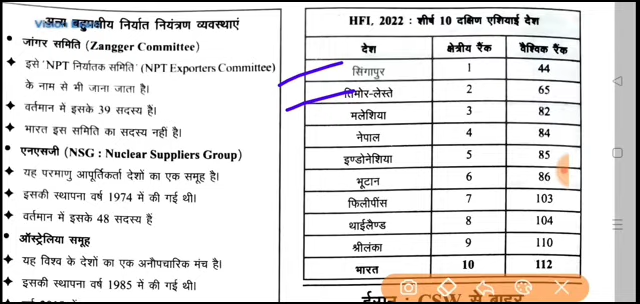 अन्य बहुपक्षीय निर्यात नियंत्रण व्यवस्थाएं
जांगर समिति (Zangger Committee)
इसे 'NPT निर्यातक समिति' (NPT Exporters Committee)
के नाम से भी जाना जाता है।
वर्तमान में इसके 39 सदस्य हैं।
भारत इस समिति का सदस्य नहीं है।
एनएसजी (NSG : Nuclear Suppliers Group)
यह परमाणु आपूर्तिकर्ता देशों का एक समूह है।
इसकी स्थापना वर्ष 1974 में की गई थी।
वर्तमान में इसके 48 सदस्य हैं
ऑस्ट्रेलिया समूह
यह विश्व के देशों का एक अनौपचारिक मंच है।
इसकी स्थापना वर्ष 1985 में की गई थी।
HFI, 2022 : शीर्ष 10 दक्षिण एशियाई देश
देश क्षेत्रीय रैंक वैश्विक रैंक
सिंगापुर 1 44
तिमोर-लेस्ते 2 65
मलेशिया 3 82
नेपाल 4 84
इण्डोनेशिया 5 85
भूटान 6 86
फिलीपींस 7 103
थाईलैण्ड 8 104
श्रीलंका 9 110
भारत 10 112
ईरान : CSW से बाहर